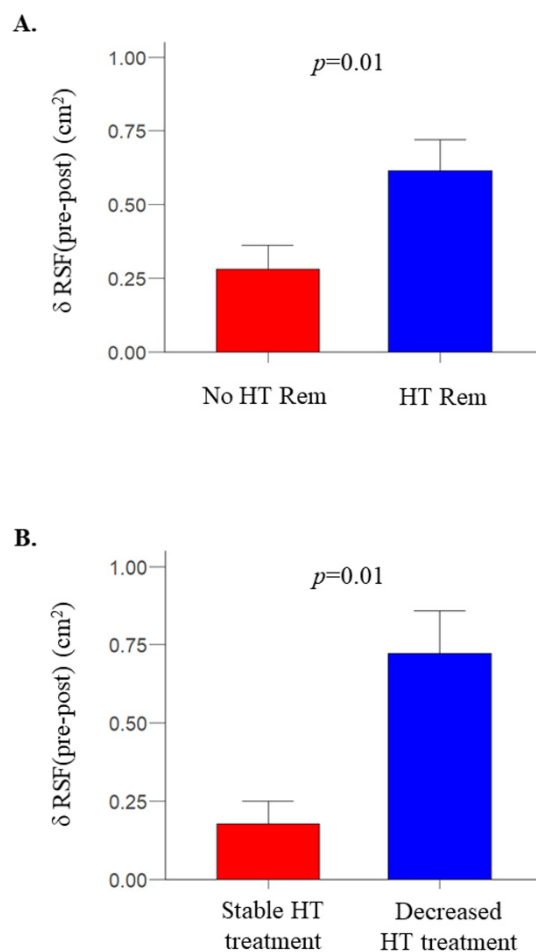 A.
p=0.01
δ RSF(pre-post) (cm²)
1.00
0.75
0.50
0.25
0.00
No HT Rem
HT Rem
B.
p=0.01
δ RSF(pre-post) (cm²)
1.00
0.75
0.50
0.25
0.00
Stable HT
treatment
Decreased
HT treatment